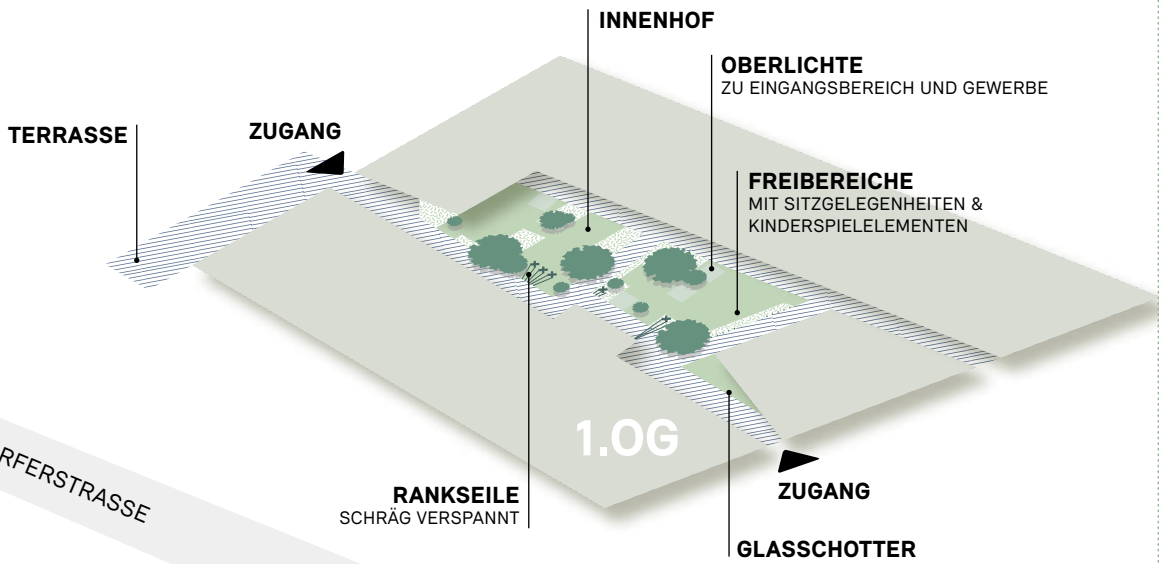 INNENHOF
OBERLICHTE
ZU EINGANGSBEREICH UND GEWERBE
TERRASSE
ZUGANG
FREIBEREICHE
MIT SITZGELEGENHEITEN &
KINDERSPIELELEMENTEN
1.OG
RFERSTRASSE
RANKSEILE
SCHRÄG VERSPANNT
ZUGANG
GLASSCHOTTER